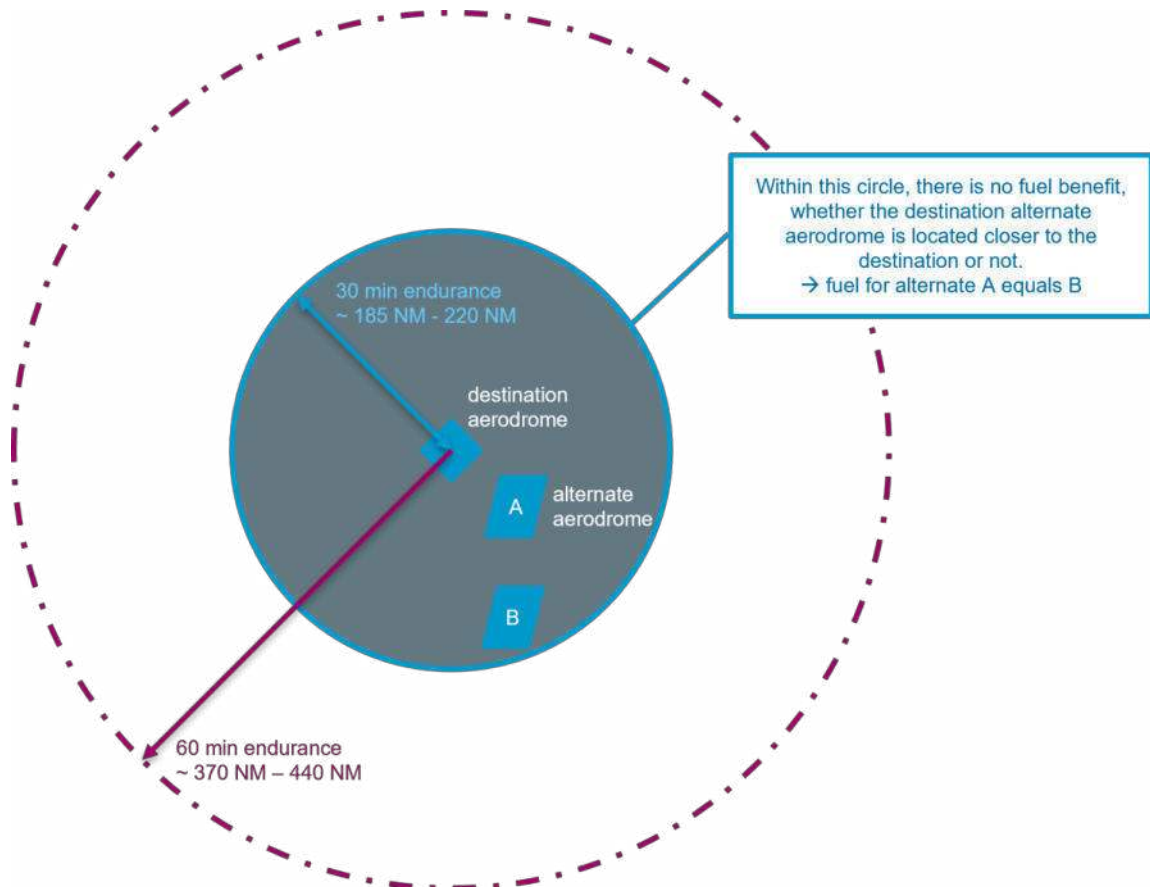 Within this circle, there is no fuel benefit,
whether the destination alternate
aerodrome is located closer to the
destination or not.
→ fuel for alternate A equals B
30 min endurance
~ 185 NM - 220 NM
destination
aerodrome
A
alternate
aerodrome
B
60 min endurance
~ 370 NM – 440 NM